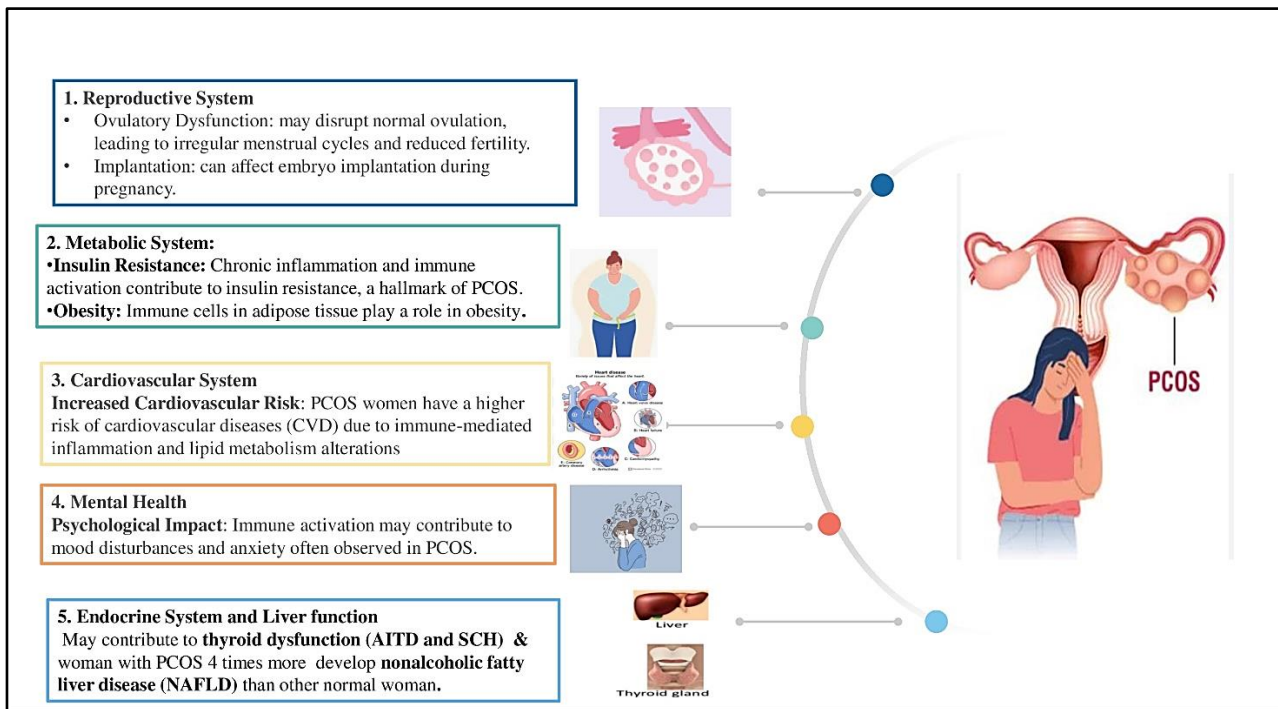 1. Reproductive System
• Ovulatory Dysfunction: may disrupt normal ovulation,
leading to irregular menstrual cycles and reduced fertility.
• Implantation: can affect embryo implantation during
pregnancy.
2. Metabolic System:
•Insulin Resistance: Chronic inflammation and immune
activation contribute to insulin resistance, a hallmark of PCOS.
•Obesity: Immune cells in adipose tissue play a role in obesity.
3. Cardiovascular System
Increased Cardiovascular Risk: PCOS women have a higher
risk of cardiovascular diseases (CVD) due to immune-mediated
inflammation and lipid metabolism alterations
Heart disease
4. Mental Health
Psychological Impact: Immune activation may contribute to
mood disturbances and anxiety often observed in PCOS.
5. Endocrine System and Liver function
May contribute to thyroid dysfunction (AITD and SCH) &
woman with PCOS 4 times more develop nonalcoholic fatty
liver disease (NAFLD) than other normal woman.
Liver
Thyroid gland
PCOS